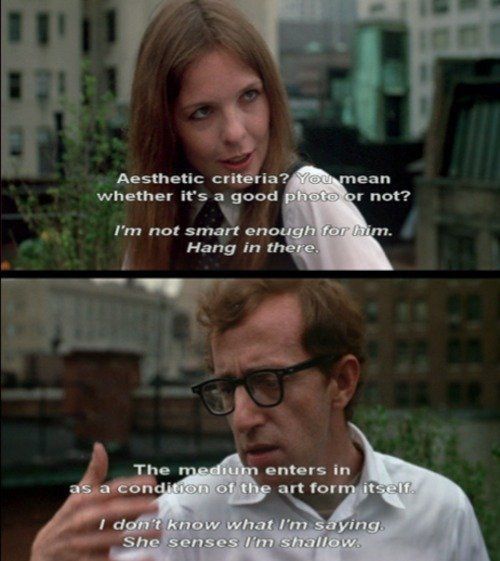 Aesthetic criteria? You mean
whether it's a good photo or not?
I'm not smart enough for him.
Hang in there.
The medium enters in
as a condition of the art form itself.
I don't know what I'm saying.
She senses I'm shallow.